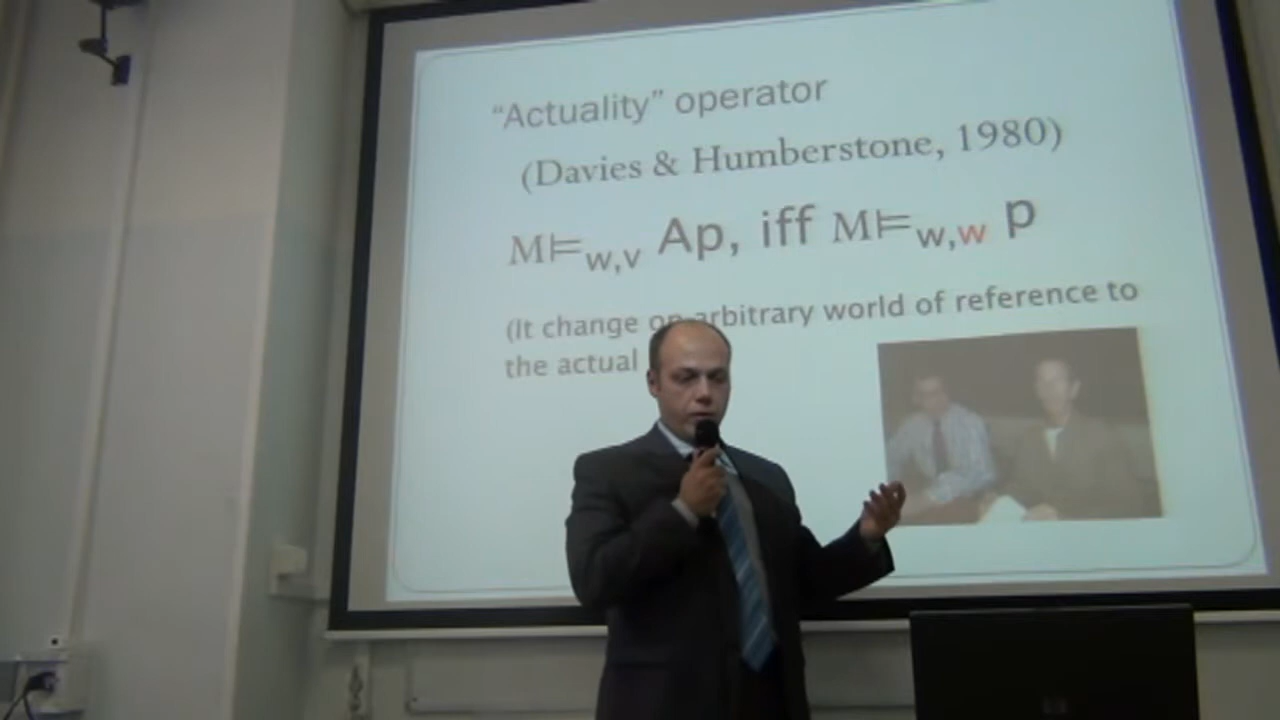 “Actuality” operator
(Davies & Humberstone, 1980)
M⊨w,v Ap, iff M⊨w,w p
(It change on arbitrary world of reference to
the actual